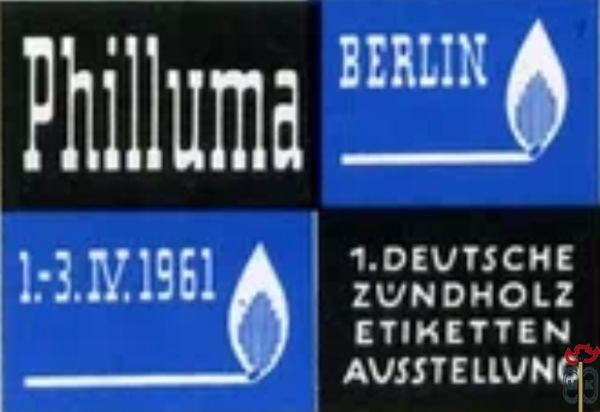 Philluma
BERLIN
1.-3.IV.1961
1. DEUTSCHE
ZÜNDHOLZ
ETIKETTEN
AUSSTELLUNG